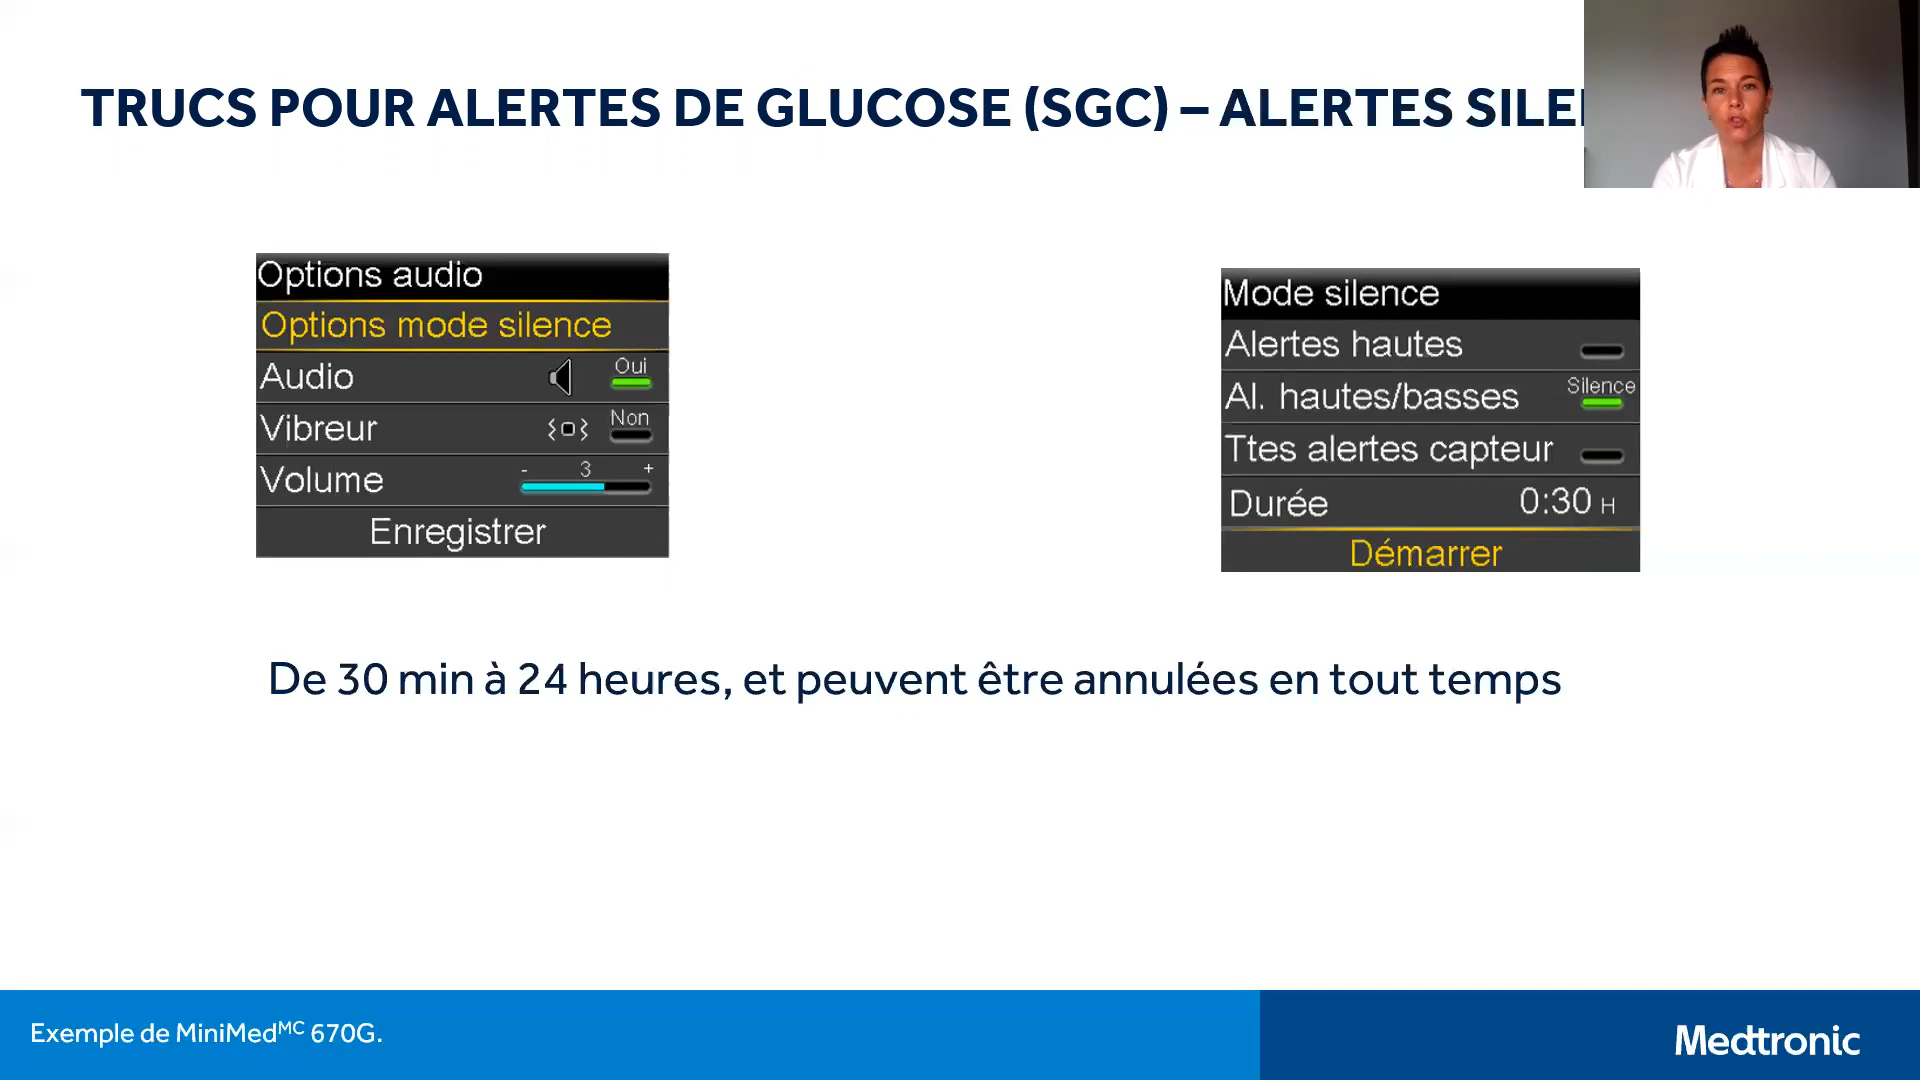 TRUCS POUR ALERTES DE GLUCOSE (SGC) – ALERTES
Options audio
Options mode silence
Audio Oui
Vibreur Non
Volume - 3 +
Enregistrer
Mode silence
Alertes hautes
Al. hautes/basses Silence
Ttes alertes capteur
Durée 0:30 H
Démarrer
De 30 min à 24 heures, et peuvent être annulées en tout temps
Exemple de MiniMedᴹᶜ 670G.
Medtronic